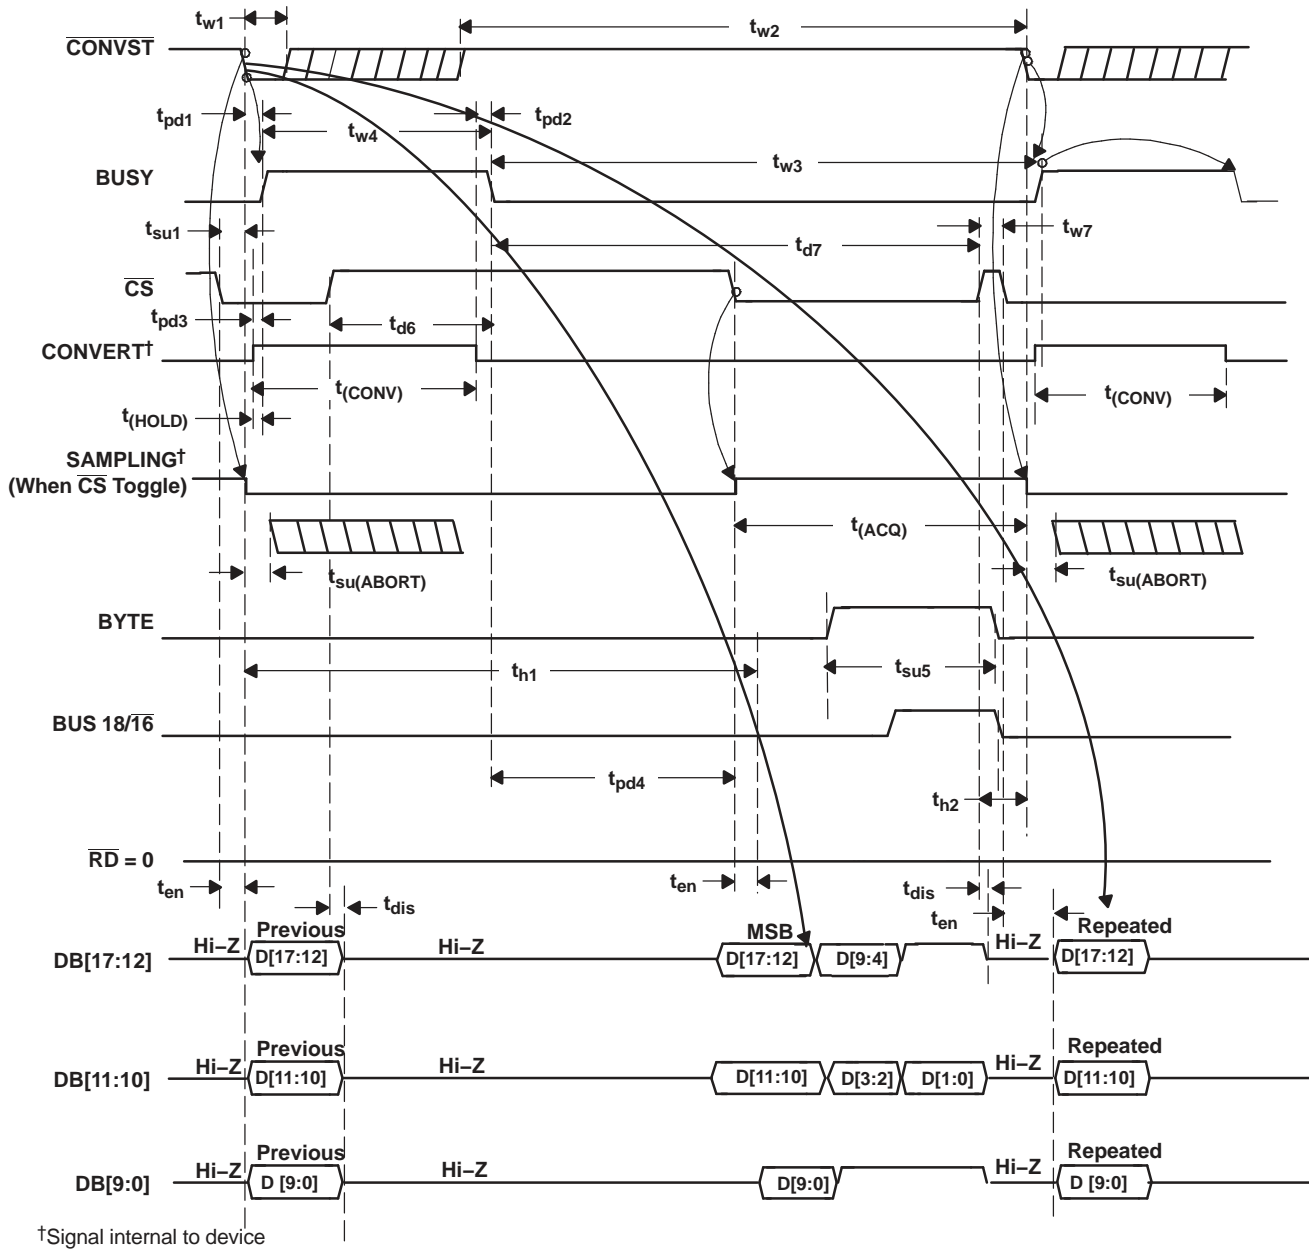 tw1
tw2
CONVST
tpd1
tw4
tpd2
tw3
BUSY
tsu1
tw7
td7
CS
tpd3
td6
CONVERT†
t(CONV)
t(CONV)
t(HOLD)
SAMPLING†
(When CS Toggle)
t(ACQ)
tsu(ABORT)
tsu(ABORT)
BYTE
th1
tsu5
BUS 18/16
tpd4
th2
RD = 0
ten
tdis
ten
tdis
ten
Previous
MSB
Repeated
DB[17:12]
Hi–Z
D[17:12]
Hi–Z
D[17:12]
D[9:4]
Hi–Z
D[17:12]
Previous
Repeated
DB[11:10]
Hi–Z
D[11:10]
Hi–Z
D[11:10]
D[3:2]
D[1:0]
Hi–Z
D[11:10]
Previous
Repeated
DB[9:0]
Hi–Z
D [9:0]
Hi–Z
D[9:0]
Hi–Z
D [9:0]
†Signal internal to device